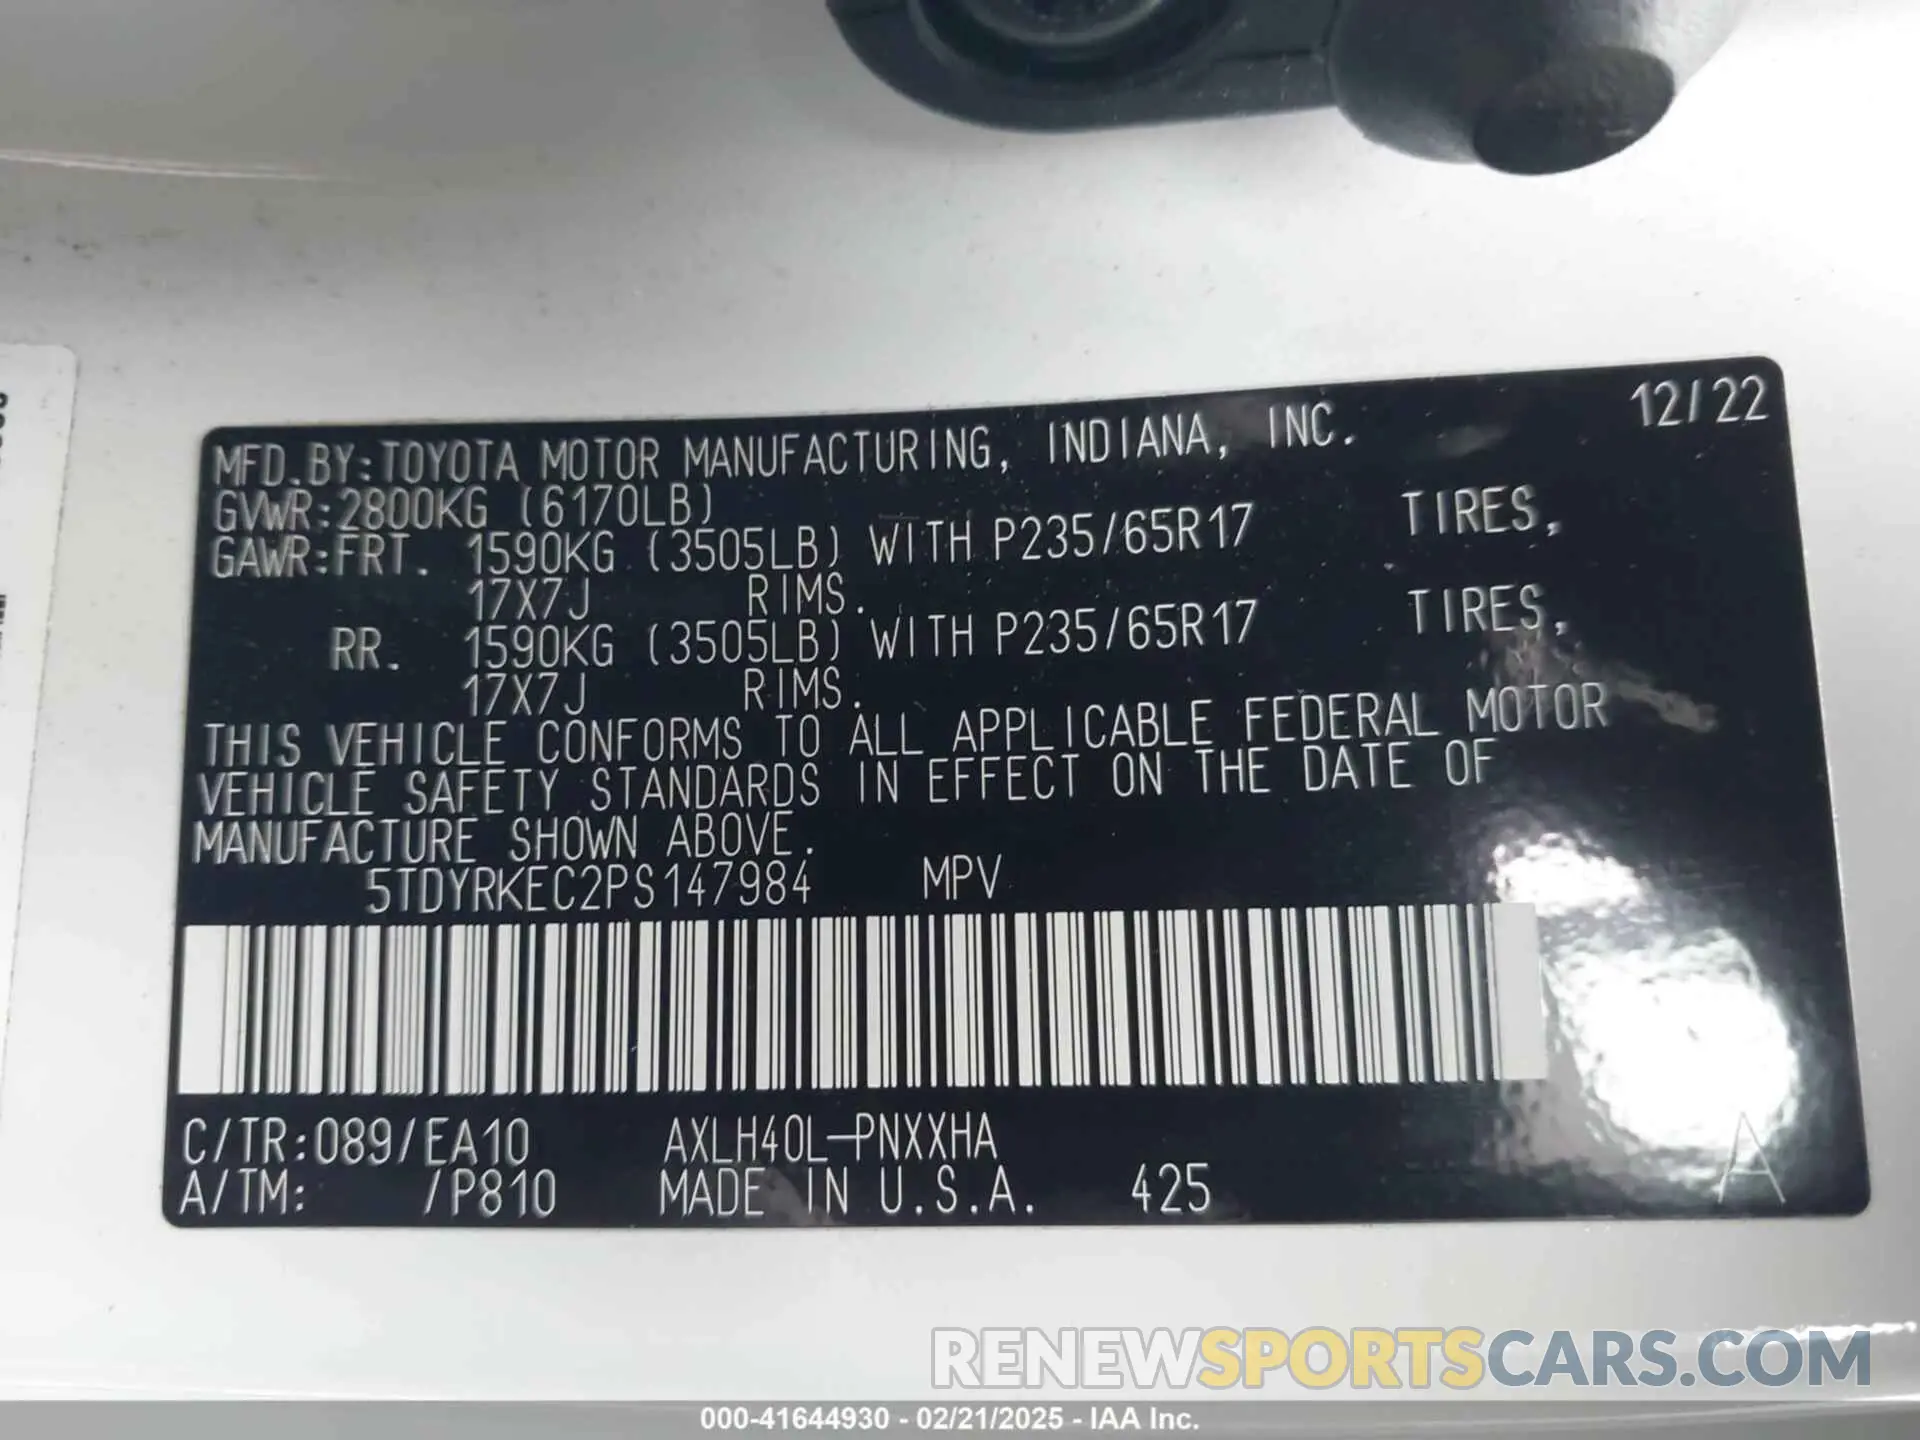 MFD.BY:TOYOTA MOTOR MANUFACTURING, INDIANA, INC. 12/22
GVWR:2800KG (6170LB)
GAWR:FRT. 1590KG (3505LB) WITH P235/65R17 TIRES,
17X7J RIMS.
RR. 1590KG (3505LB) WITH P235/65R17 TIRES,
17X7J RIMS.
THIS VEHICLE CONFORMS TO ALL APPLICABLE FEDERAL MOTOR
VEHICLE SAFETY STANDARDS IN EFFECT ON THE DATE OF
MANUFACTURE SHOWN ABOVE.
5TDYRKEC2PS147984 MPV
C/TR:089/EA10 AXLH40L-PNXXHA
A/TM: /P810 MADE IN U.S.A. 425 A
RENEWSPORTSCARS.COM
000-41644930 - 02/21/2025 - IAA Inc.